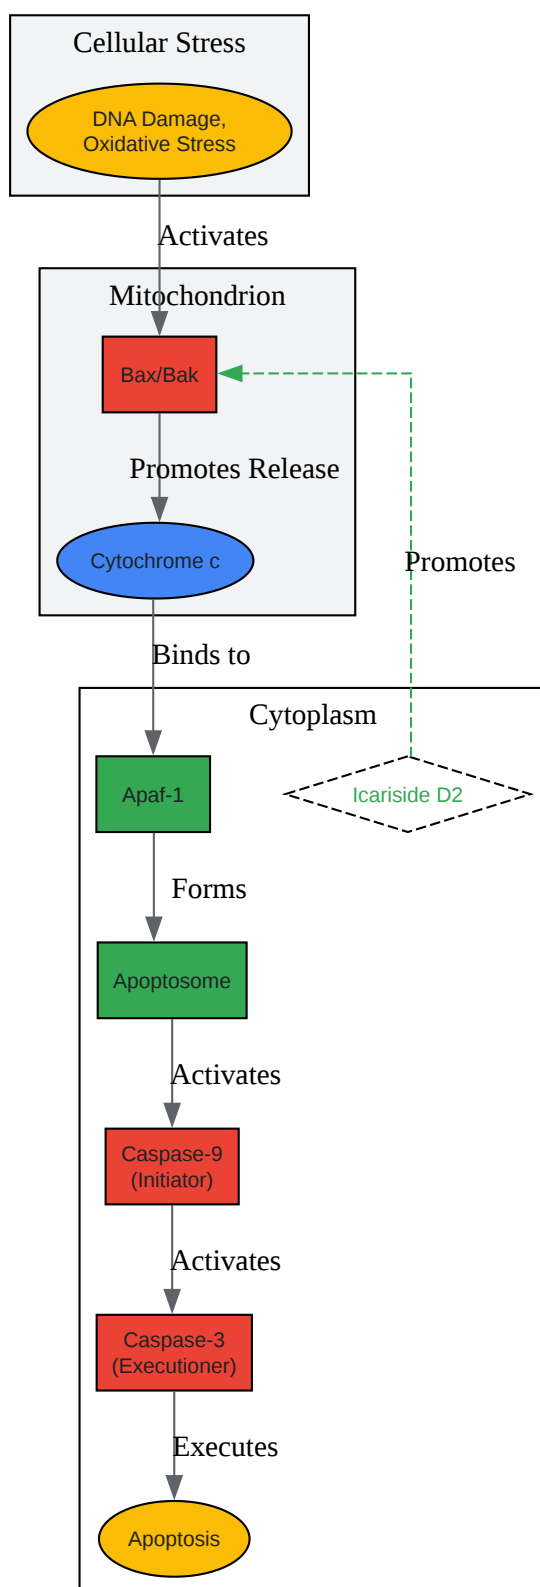 Cellular Stress
DNA Damage,
Oxidative Stress
Activates
Mitochondrion
Bax/Bak
Promotes Release
Cytochrome c
Promotes
Binds to
Cytoplasm
Apaf-1
Icariside D2
Forms
Apoptosome
Activates
Caspase-9
(Initiator)
Activates
Caspase-3
(Executioner)
Executes
Apoptosis